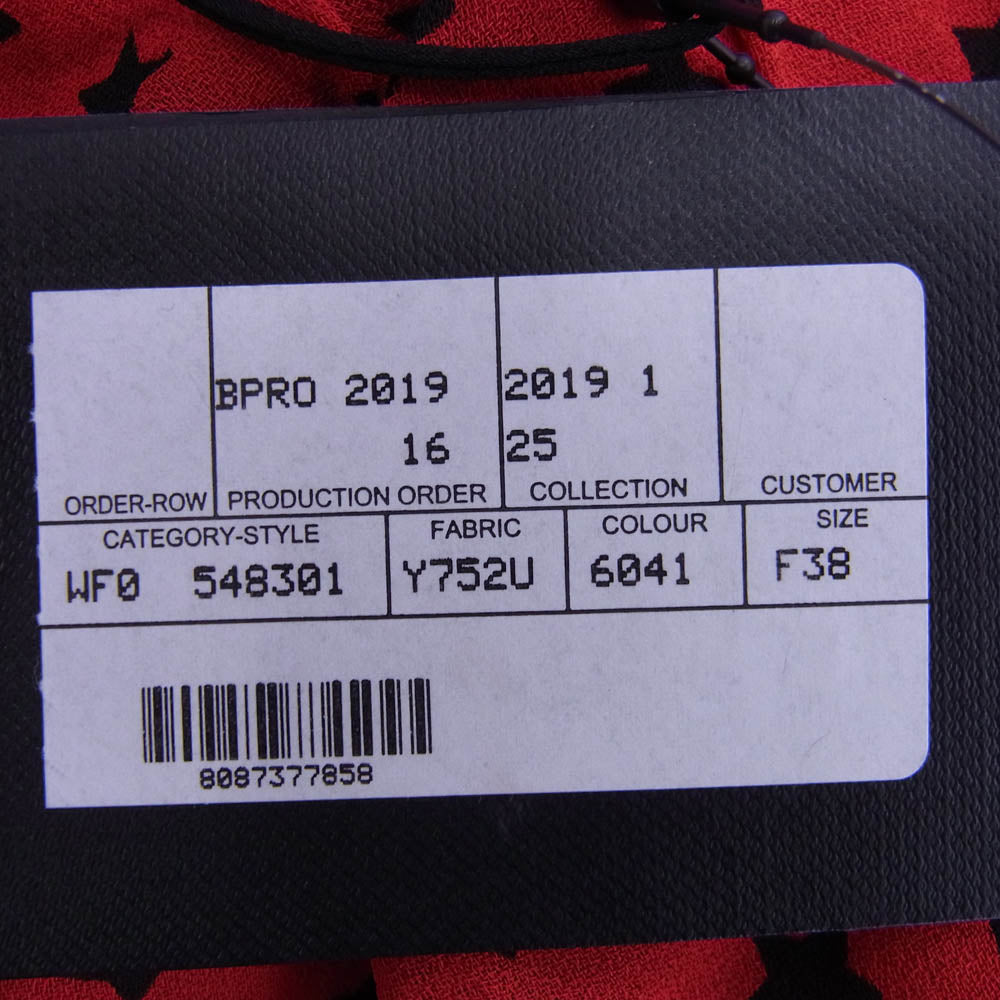 BPRO 2019 2019 1
16 25
ORDER-ROW PRODUCTION ORDER COLLECTION CUSTOMER
CATEGORY-STYLE FABRIC COLOUR SIZE
WF0 548301 Y752U 6041 F38
8087377858